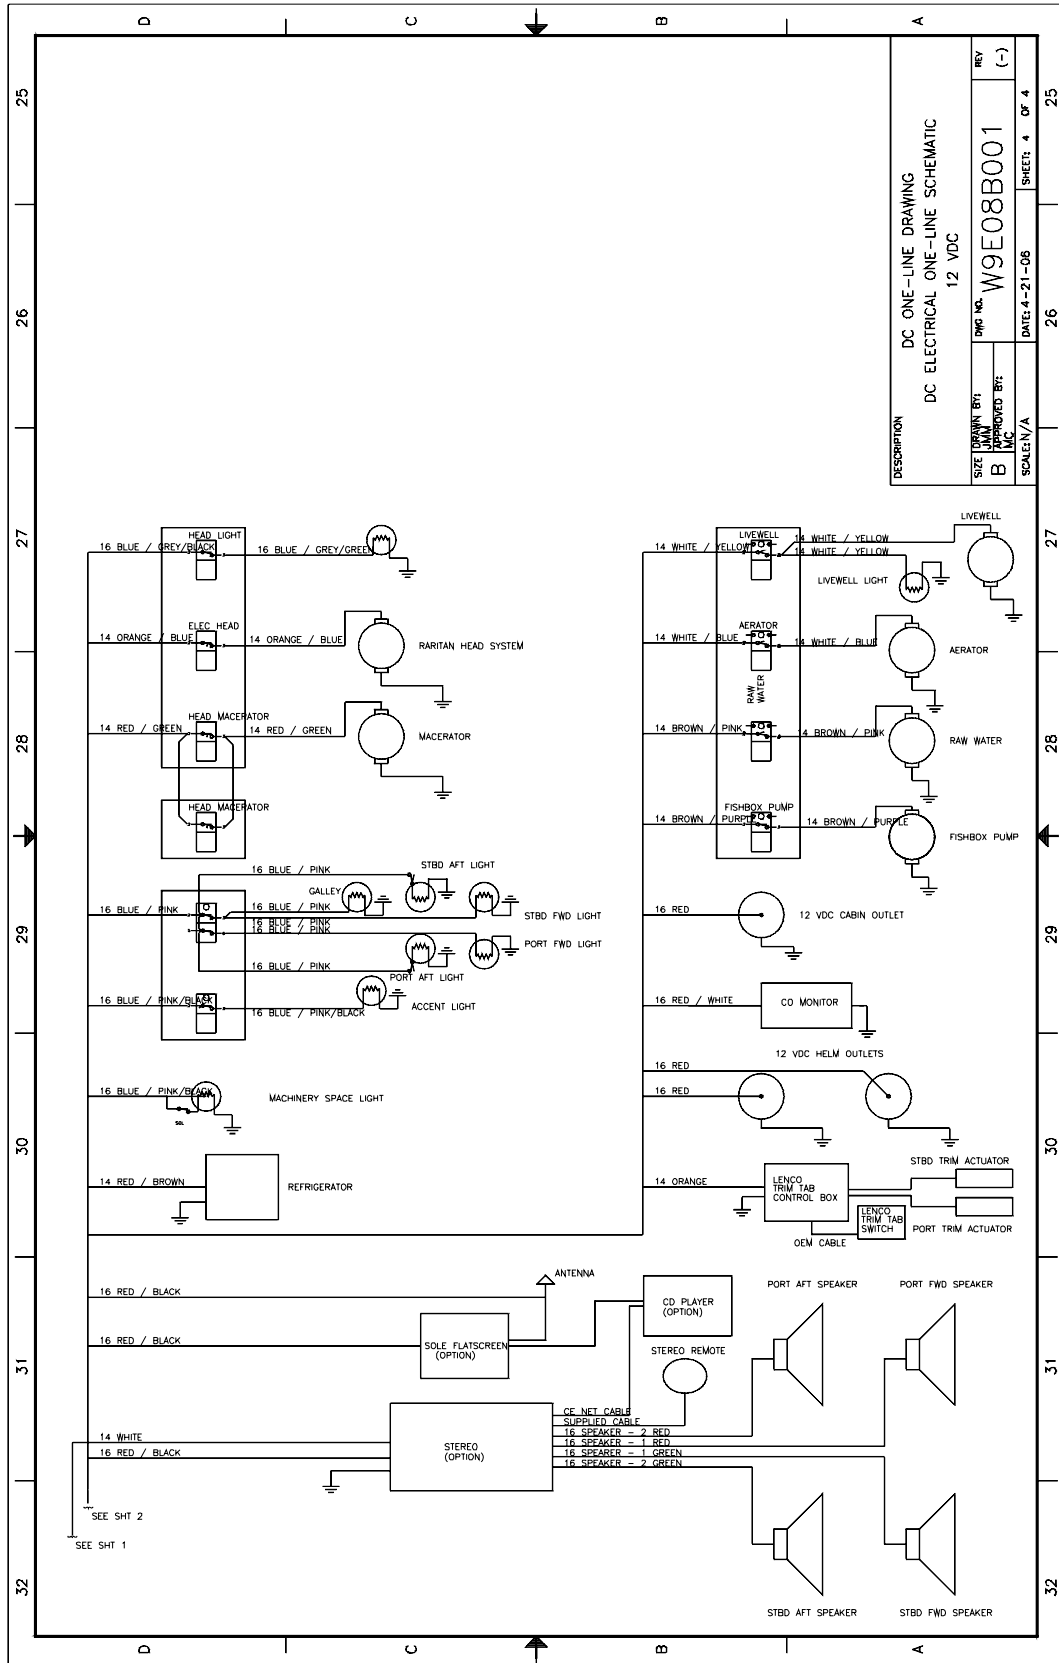 D
C
B
A
25
25
26
26
27
27
28
28
29
29
30
30
31
31
32
32
DESCRIPTION
DC ONE-LINE DRAWING
DC ELECTRICAL ONE-LINE SCHEMATIC
12 VDC
SIZE
B
DRAWN BY:
JMM
APPROVED BY:
MC
DWG NO.
W9E08B001
REV
(-)
SCALE: N/A
DATE: 4-21-06
SHEET: 4 OF 4
HEAD LIGHT
16 BLUE / GREY/BLACK
16 BLUE / GREY/GREEN
ELEC HEAD
14 ORANGE / BLUE
14 ORANGE / BLUE
RARITAN HEAD SYSTEM
HEAD MACERATOR
14 RED / GREEN
14 RED / GREEN
MACERATOR
HEAD MACERATOR
STBD AFT LIGHT
16 BLUE / PINK
GALLEY
16 BLUE / PINK
16 BLUE / PINK
16 BLUE / PINK
16 BLUE / PINK
STBD FWD LIGHT
PORT FWD LIGHT
16 BLUE / PINK
PORT AFT LIGHT
16 BLUE / PINK/BLACK
16 BLUE / PINK/BLACK
ACCENT LIGHT
16 BLUE / PINK/BLACK
SOL
MACHINERY SPACE LIGHT
14 RED / BROWN
REFRIGERATOR
LIVEWELL
LIVEWELL
14 WHITE / YELLOW
14 WHITE / YELLOW
14 WHITE / YELLOW
LIVEWELL LIGHT
AERATOR
14 WHITE / BLUE
14 WHITE / BLUE
AERATOR
RAW
WATER
14 BROWN / PINK
14 BROWN / PINK
RAW WATER
FISHBOX PUMP
14 BROWN / PURPLE
14 BROWN / PURPLE
FISHBOX PUMP
16 RED
12 VDC CABIN OUTLET
16 RED / WHITE
CO MONITOR
12 VDC HELM OUTLETS
16 RED
16 RED
14 ORANGE
LENCO
TRIM TAB
CONTROL BOX
STBD TRIM ACTUATOR
LENCO
TRIM TAB
SWITCH
PORT TRIM ACTUATOR
OEM CABLE
ANTENNA
16 RED / BLACK
16 RED / BLACK
SOLE FLATSCREEN
(OPTION)
CD PLAYER
(OPTION)
STEREO REMOTE
PORT AFT SPEAKER
PORT FWD SPEAKER
14 WHITE
16 RED / BLACK
STEREO
(OPTION)
CE NET CABLE
SUPPLIED CABLE
16 SPEAKER - 2 RED
16 SPEAKER - 1 RED
16 SPEARER - 1 GREEN
16 SPEAKER - 2 GREEN
SEE SHT 2
SEE SHT 1
STBD AFT SPEAKER
STBD FWD SPEAKER
D
C
B
A